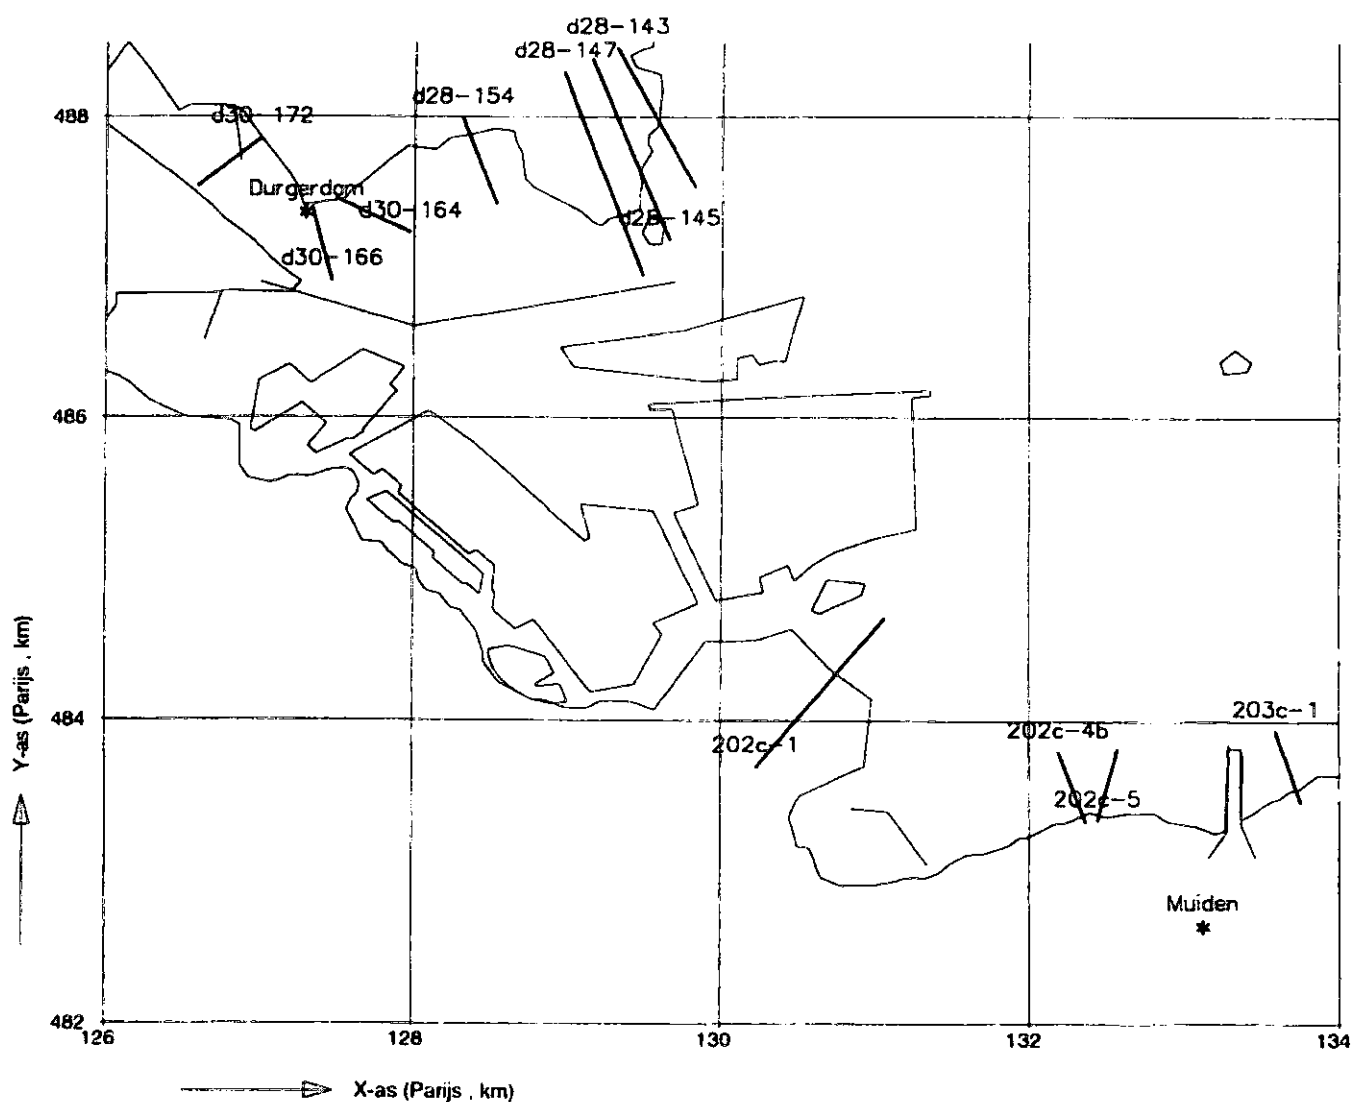 d28-143
d28-147
d28-154
488
d30-172
Durgerdam
d30-164
d28-145
d30-166
486
484
202c-1
202c-4b
203c-1
202c-5
Muiden
482
126
128
130
132
134
Y-as (Parijs , km)
X-as (Parijs , km)